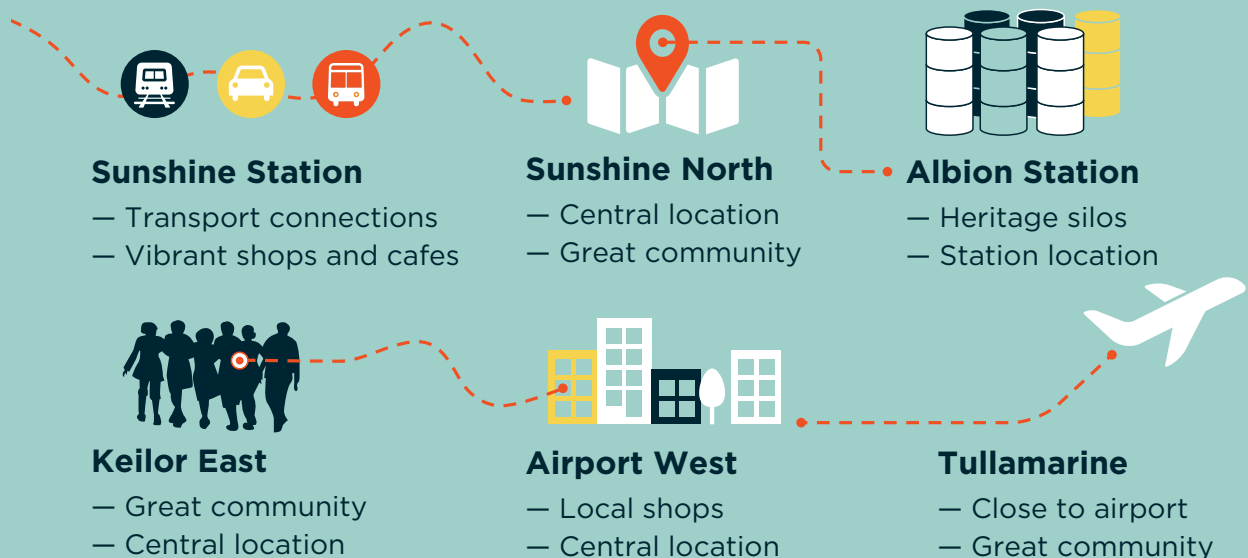 Sunshine Station
— Transport connections
— Vibrant shops and cafes
Sunshine North
— Central location
— Great community
Albion Station
— Heritage silos
— Station location
Keilor East
— Great community
— Central location
Airport West
— Local shops
— Central location
Tullamarine
— Close to airport
— Great community